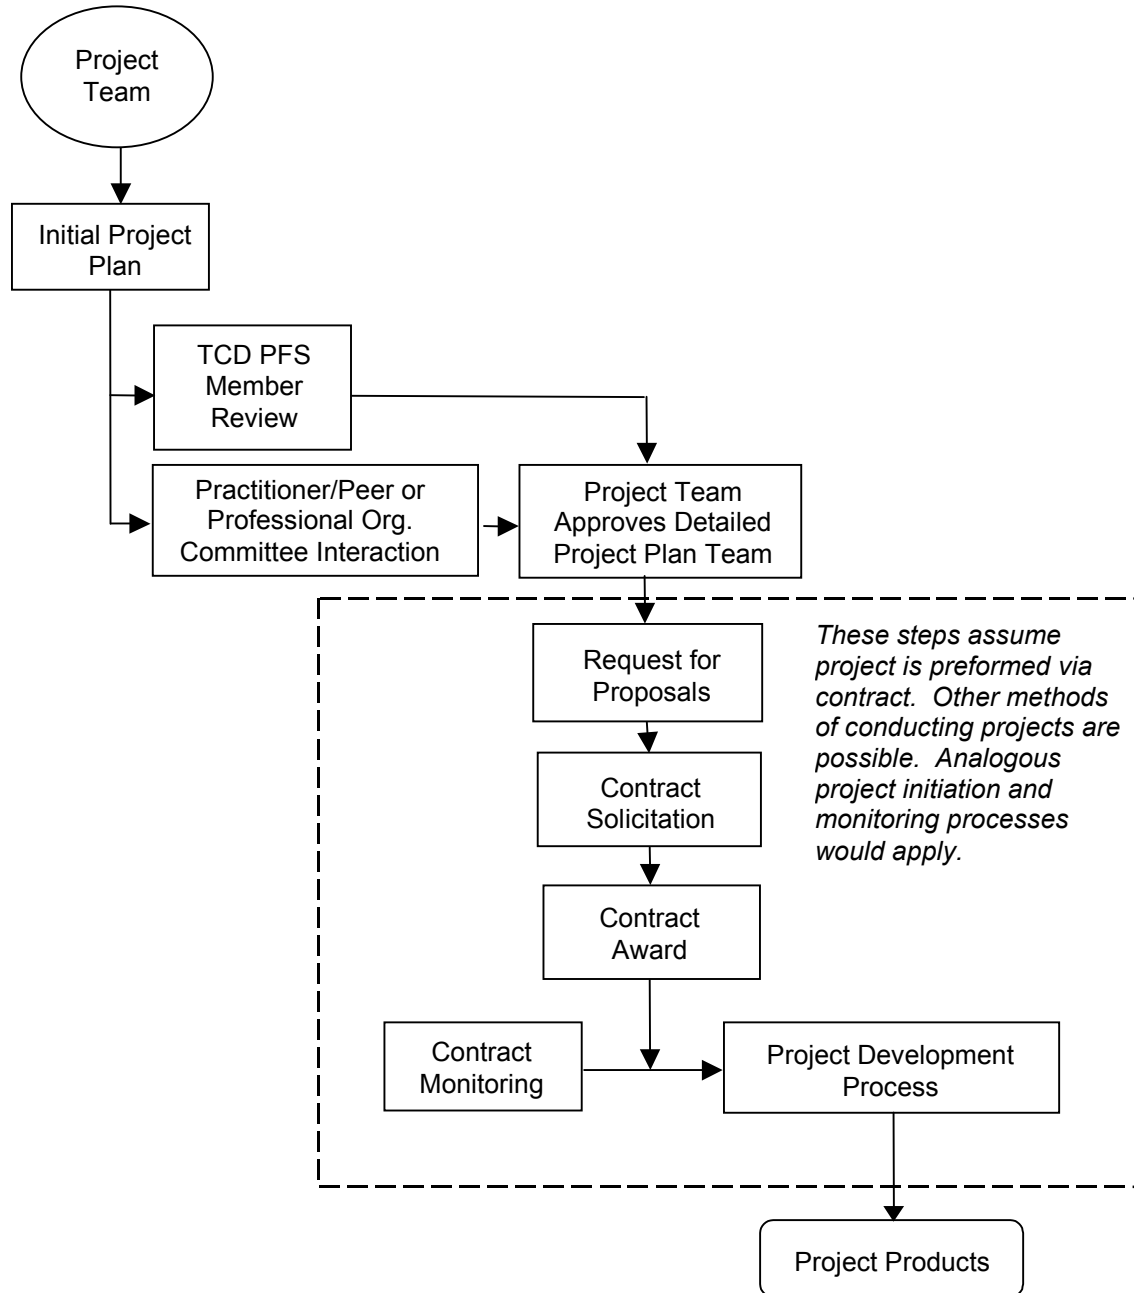 Project
Team
Initial Project
Plan
TCD PFS
Member
Review
Practitioner/Peer or
Professional Org.
Committee Interaction
Project Team
Approves Detailed
Project Plan Team
Request for
Proposals
These steps assume
project is preformed via
contract. Other methods
of conducting projects are
possible. Analogous
project initiation and
monitoring processes
would apply.
Contract
Solicitation
Contract
Award
Contract
Monitoring
Project Development
Process
Project Products